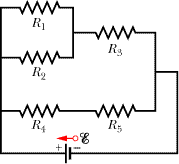 R₁
R₂
R₃
R₄
R₅
ℰ
+ −